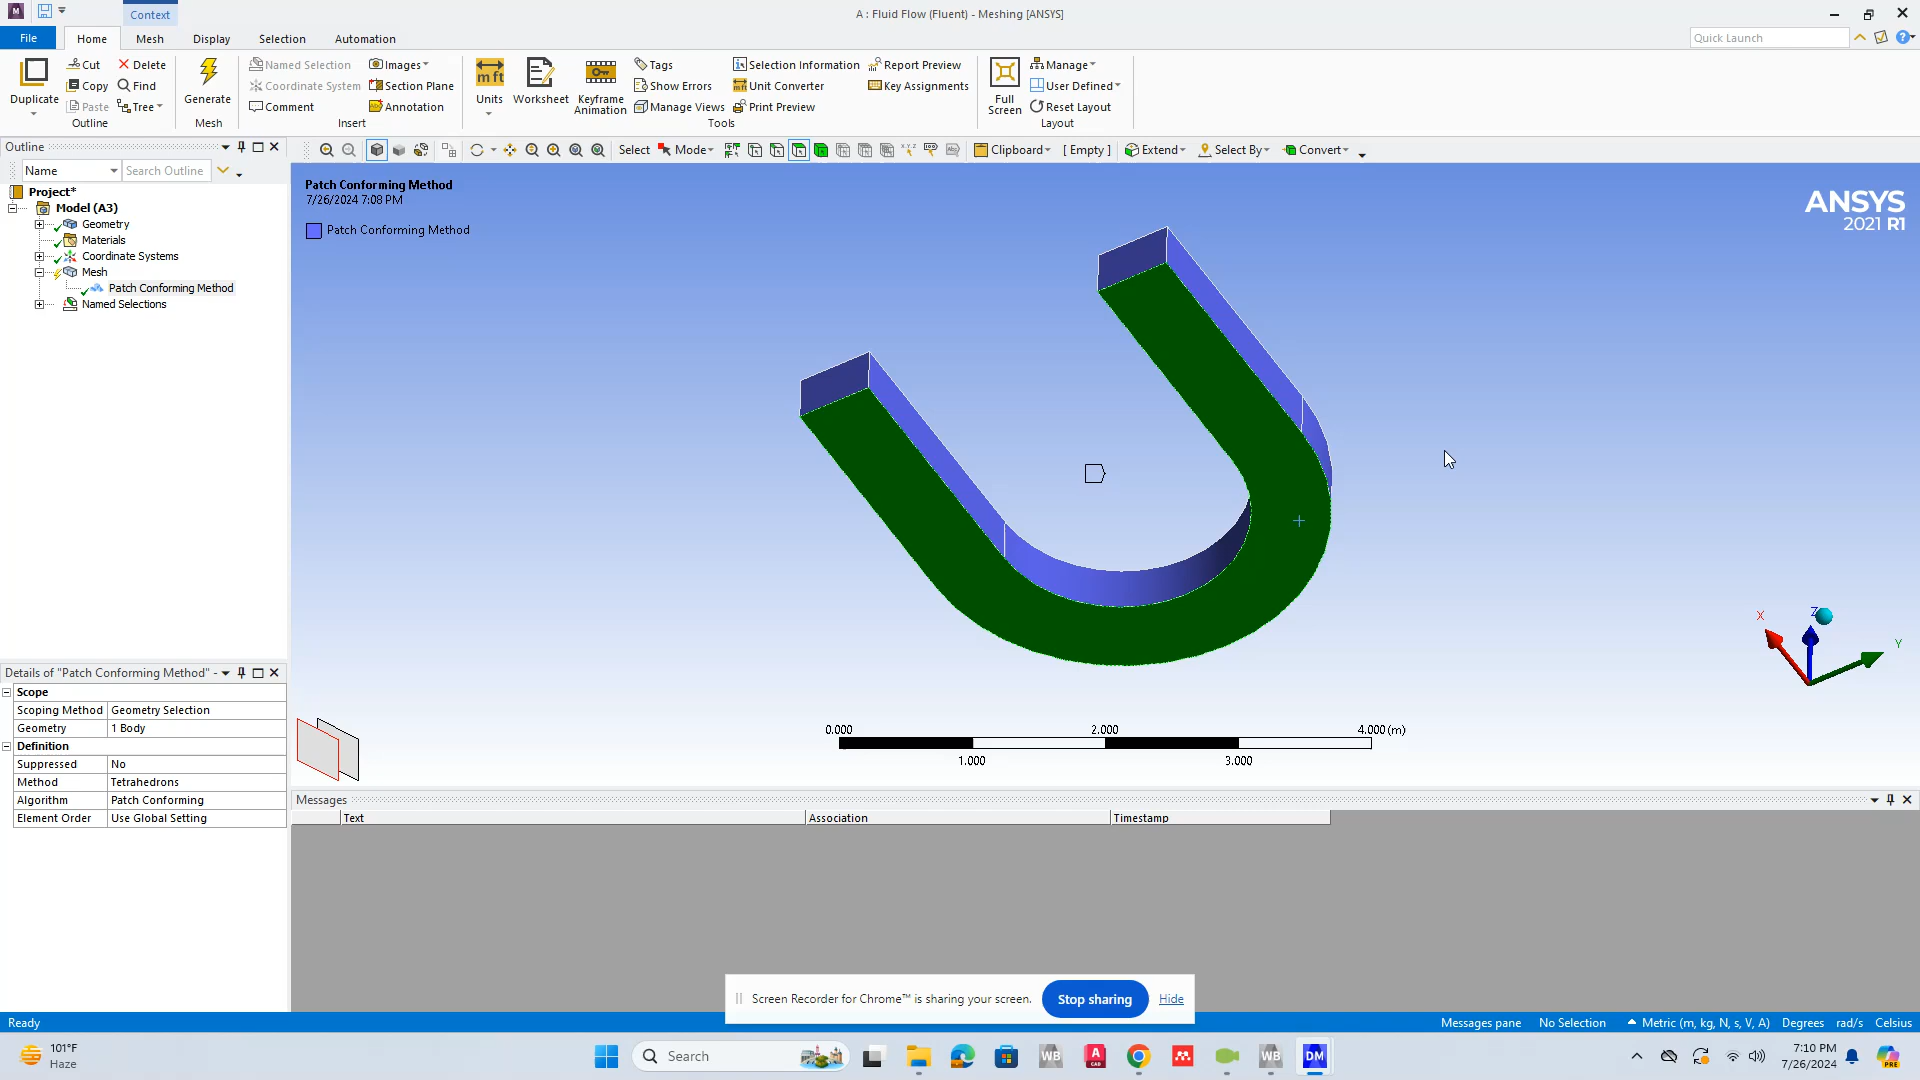 Context
A : Fluid Flow (Fluent) - Meshing [ANSYS]
File
Home
Mesh
Display
Selection
Automation
Quick Launch
Duplicate
Cut
Delete
Copy
Find
Paste
Tree
Outline
Generate
Mesh
Named Selection
Images
Coordinate System
Section Plane
Comment
Annotation
Insert
Units
Worksheet
Keyframe
Animation
Tags
Show Errors
Manage Views
Selection Information
Unit Converter
Print Preview
Report Preview
Key Assignments
Tools
Full
Screen
Manage
User Defined
Reset Layout
Layout
Outline
Name
Search Outline
Select
Mode
Clipboard
[ Empty ]
Extend
Select By
Convert
Project*
Model (A3)
Geometry
Materials
Coordinate Systems
Mesh
Patch Conforming Method
Named Selections
Patch Conforming Method
7/26/2024 7:08 PM
Patch Conforming Method
ANSYS
2021 R1
X
Z
Y
0.000
2.000
4.000 (m)
1.000
3.000
Details of "Patch Conforming Method"
Scope
Scoping Method Geometry Selection
Geometry 1 Body
Definition
Suppressed No
Method Tetrahedrons
Algorithm Patch Conforming
Element Order Use Global Setting
Messages
Text
Association
Timestamp
Screen Recorder for Chrome™ is sharing your screen.
Stop sharing
Hide
Ready
Messages pane
No Selection
Metric (m, kg, N, s, V, A)
Degrees
rad/s
Celsius
101°F
Haze
Search
7:10 PM
7/26/2024